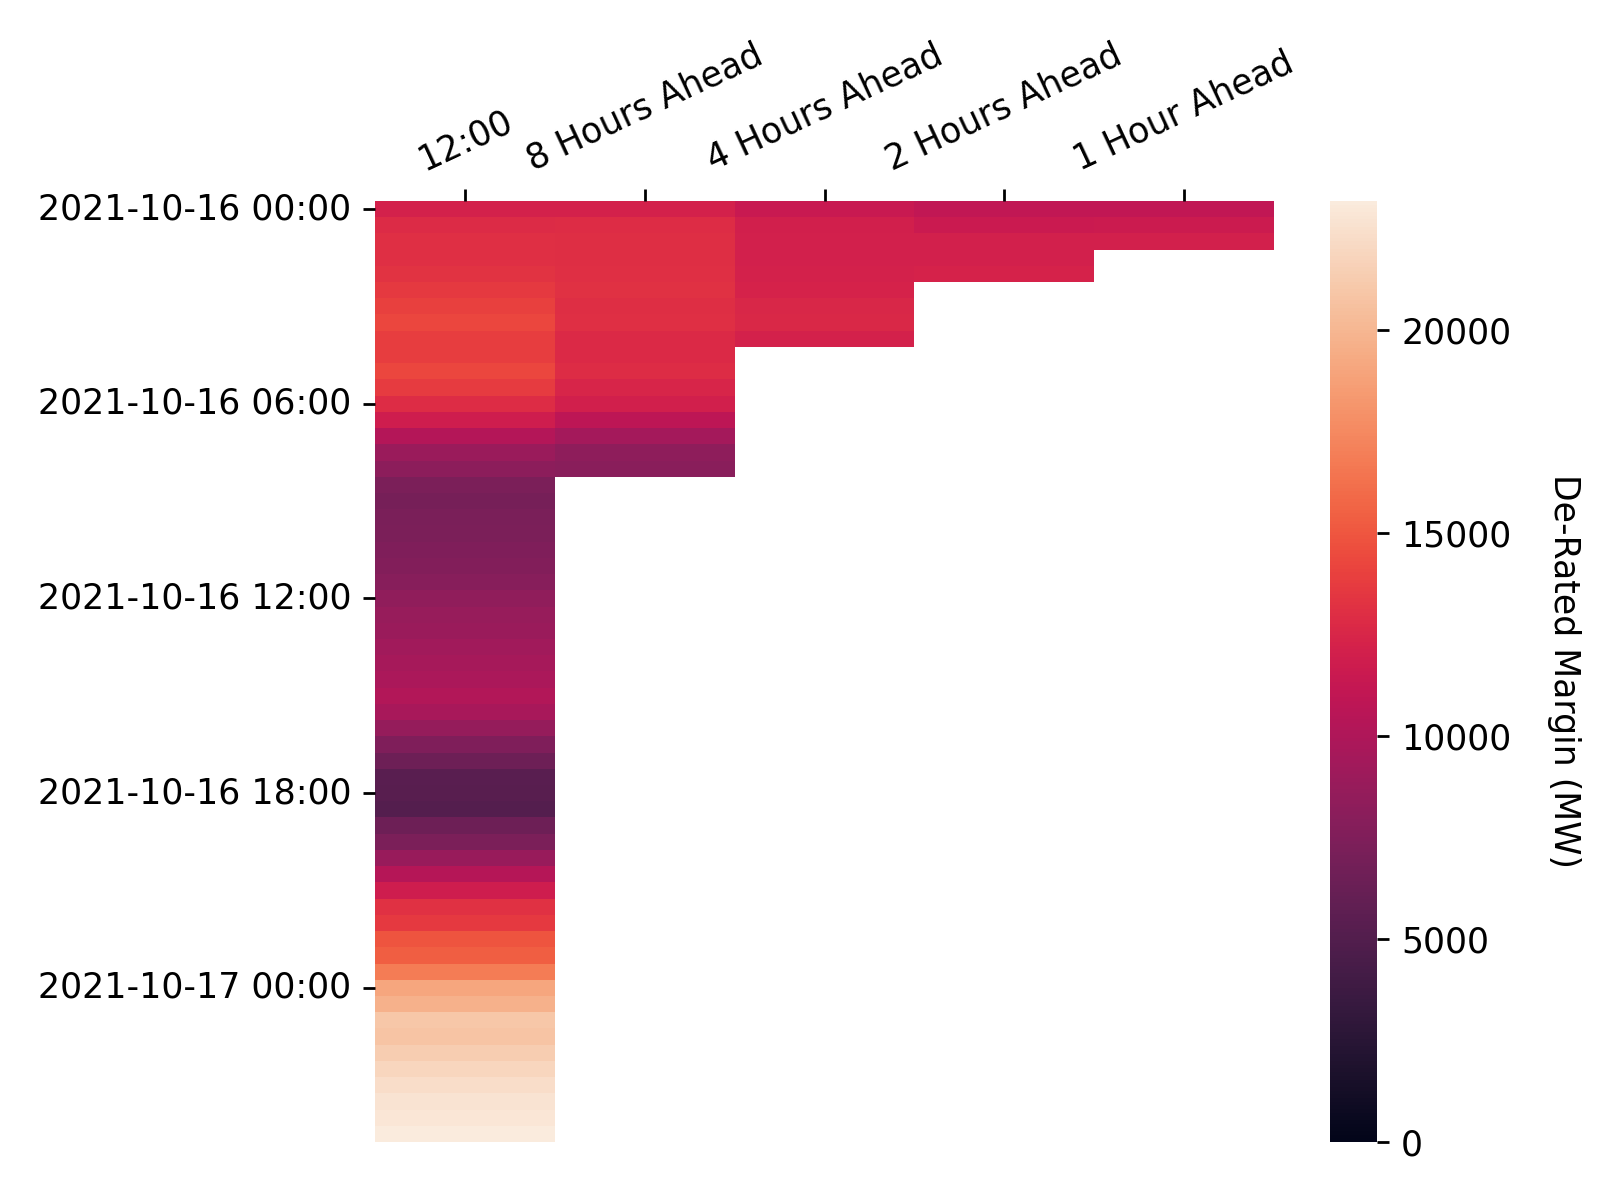 12:00
8 Hours Ahead
4 Hours Ahead
2 Hours Ahead
1 Hour Ahead
2021-10-16 00:00
2021-10-16 06:00
2021-10-16 12:00
2021-10-16 18:00
2021-10-17 00:00
20000
15000
10000
5000
0
De-Rated Margin (MW)